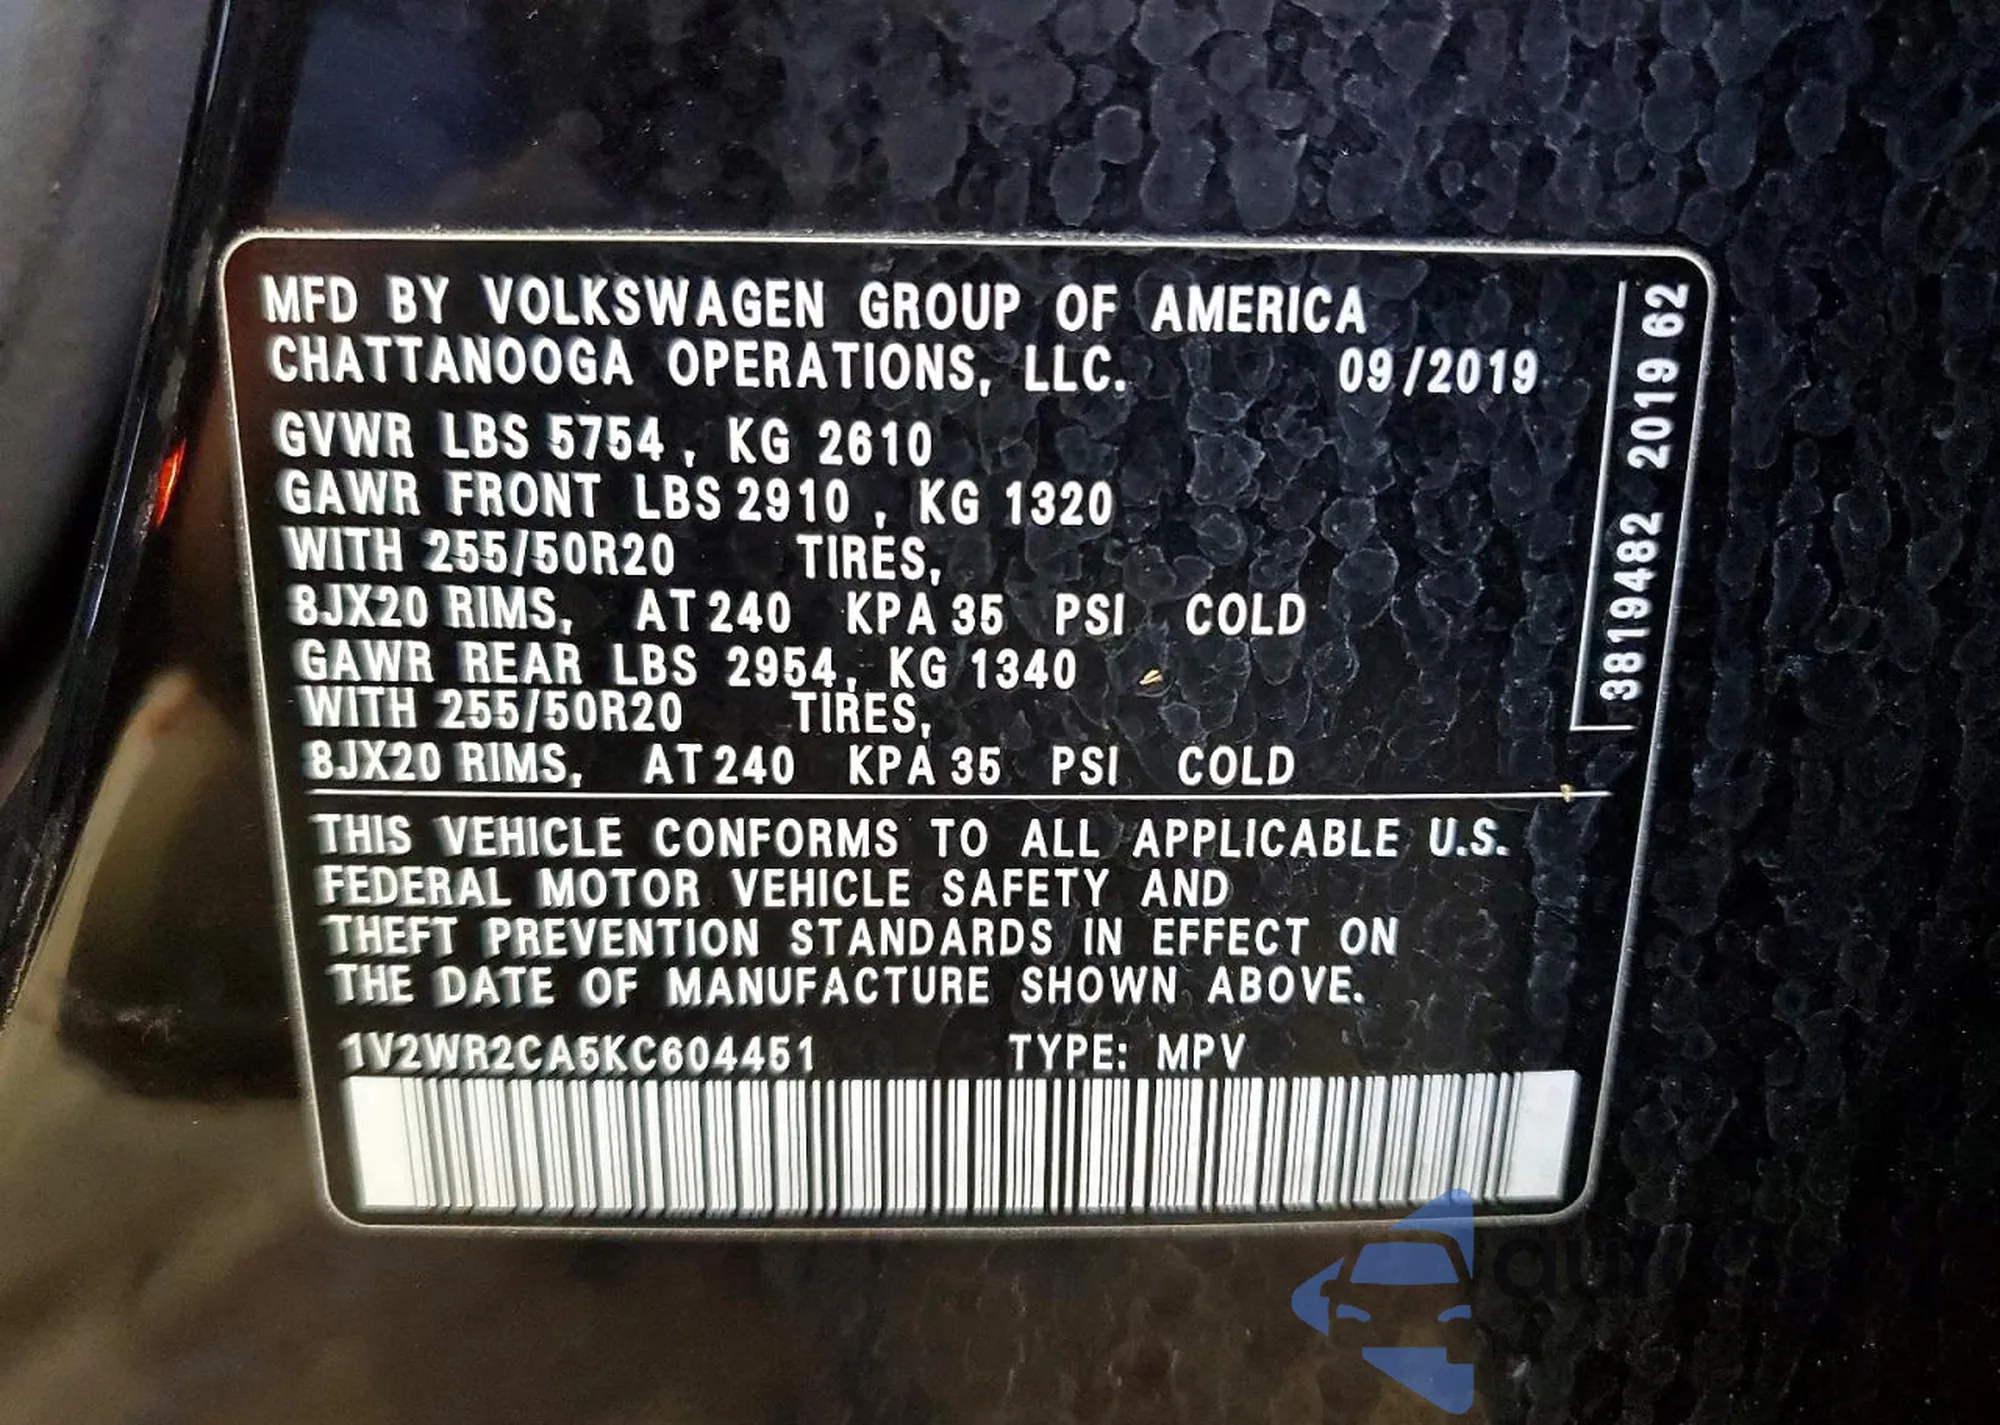 MFD BY VOLKSWAGEN GROUP OF AMERICA
CHATTANOOGA OPERATIONS, LLC. 09/2019
GVWR LBS 5754, KG 2610
GAWR FRONT LBS 2910, KG 1320
WITH 255/50R20 TIRES,
8JX20 RIMS, AT 240 KPA 35 PSI COLD
GAWR REAR LBS 2954, KG 1340
WITH 255/50R20 TIRES,
8JX20 RIMS, AT 240 KPA 35 PSI COLD
THIS VEHICLE CONFORMS TO ALL APPLICABLE U.S.
FEDERAL MOTOR VEHICLE SAFETY AND
THEFT PREVENTION STANDARDS IN EFFECT ON
THE DATE OF MANUFACTURE SHOWN ABOVE.
1V2WR2CA5KC604451 TYPE: MPV
3819482 2019 62